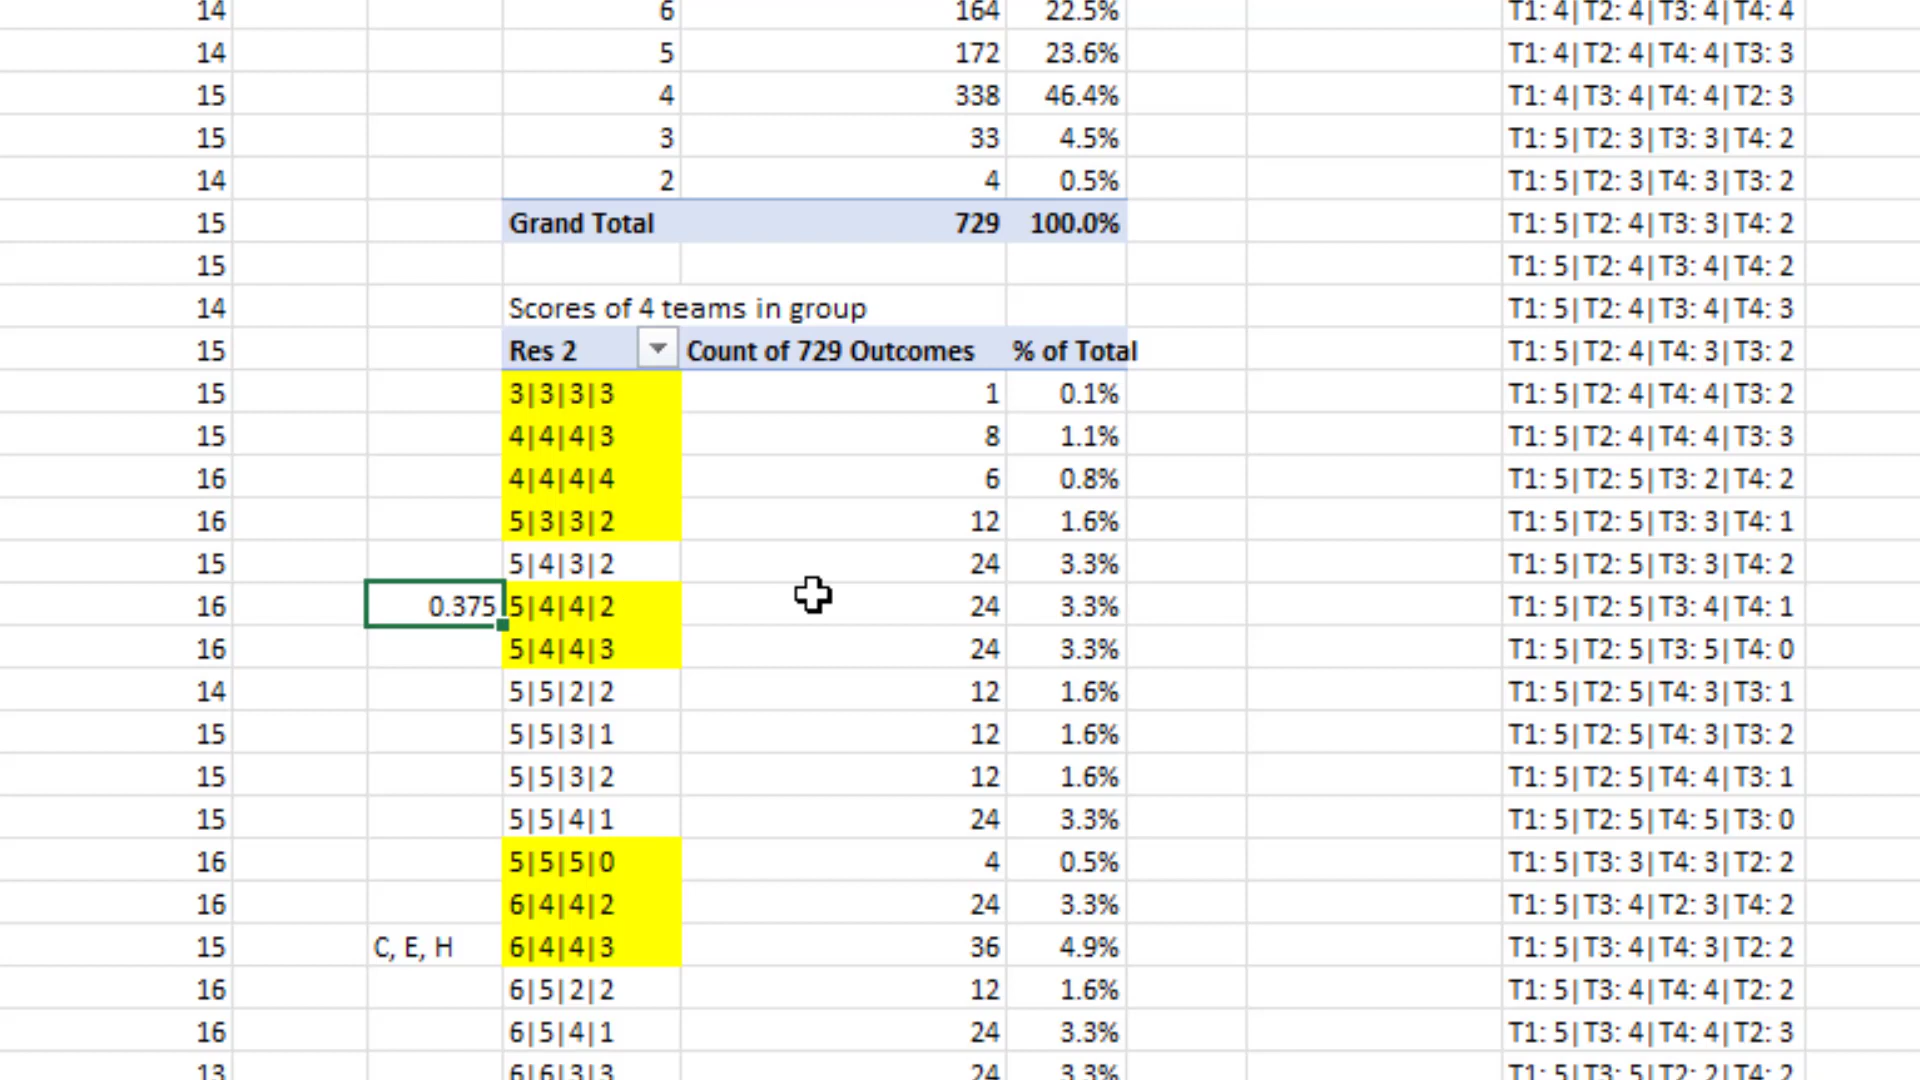 14 6 164 22.5% T1: 4|T2: 4|T3: 4|T4: 4
14 5 172 23.6% T1: 4|T2: 4|T4: 4|T3: 3
15 4 338 46.4% T1: 4|T3: 4|T4: 4|T2: 3
15 3 33 4.5% T1: 5|T2: 3|T3: 3|T4: 2
14 2 4 0.5% T1: 5|T2: 3|T4: 3|T3: 2
15 Grand Total 729 100.0% T1: 5|T2: 4|T3: 3|T4: 2
15 T1: 5|T2: 4|T3: 4|T4: 2
14 Scores of 4 teams in group T1: 5|T2: 4|T3: 4|T4: 3
15 Res 2 Count of 729 Outcomes % of Total T1: 5|T2: 4|T4: 3|T3: 2
15 3|3|3|3 1 0.1% T1: 5|T2: 4|T4: 4|T3: 2
15 4|4|4|3 8 1.1% T1: 5|T2: 4|T4: 4|T3: 3
16 4|4|4|4 6 0.8% T1: 5|T2: 5|T3: 2|T4: 2
16 5|3|3|2 12 1.6% T1: 5|T2: 5|T3: 3|T4: 1
15 5|4|3|2 24 3.3% T1: 5|T2: 5|T3: 3|T4: 2
16 0.375 5|4|4|2 24 3.3% T1: 5|T2: 5|T3: 4|T4: 1
16 5|4|4|3 24 3.3% T1: 5|T2: 5|T3: 5|T4: 0
14 5|5|2|2 12 1.6% T1: 5|T2: 5|T4: 3|T3: 1
15 5|5|3|1 12 1.6% T1: 5|T2: 5|T4: 3|T3: 2
15 5|5|3|2 12 1.6% T1: 5|T2: 5|T4: 4|T3: 1
15 5|5|4|1 24 3.3% T1: 5|T2: 5|T4: 5|T3: 0
16 5|5|5|0 4 0.5% T1: 5|T3: 3|T4: 3|T2: 2
16 6|4|4|2 24 3.3% T1: 5|T3: 4|T2: 3|T4: 2
15 C, E, H 6|4|4|3 36 4.9% T1: 5|T3: 4|T4: 3|T2: 2
16 6|5|2|2 12 1.6% T1: 5|T3: 4|T4: 4|T2: 2
16 6|5|4|1 24 3.3% T1: 5|T3: 4|T4: 4|T2: 3
13 6|6|3|3 24 3.3% T1: 5|T3: 5|T2: 2|T4: 2